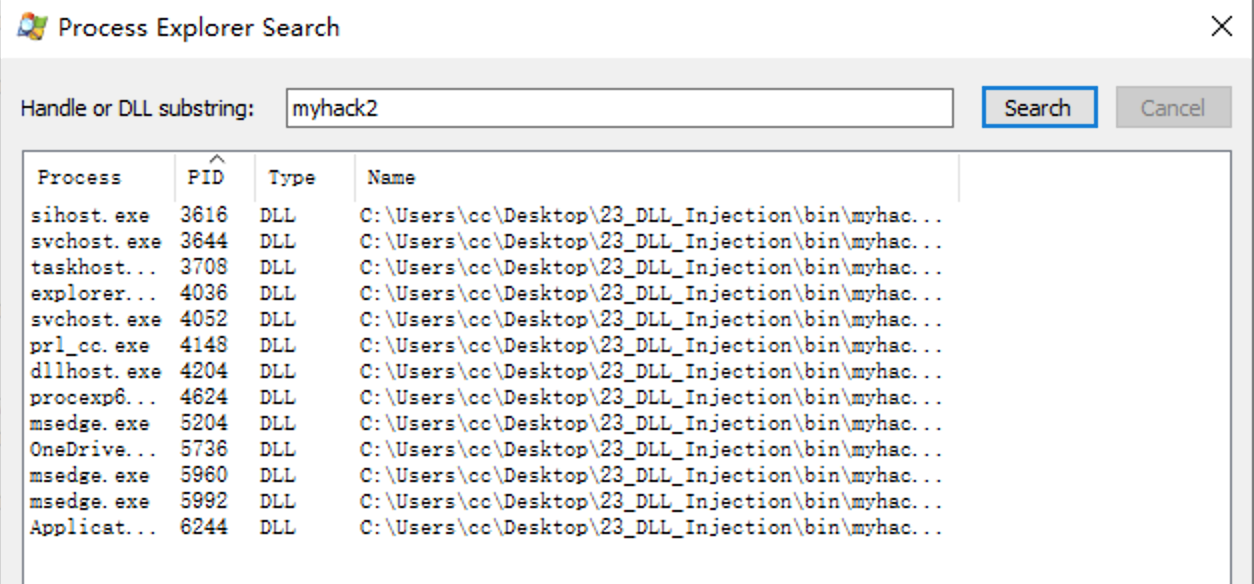 Process Explorer Search
Handle or DLL substring: myhack2 Search Cancel
Process PID Type Name
sihost.exe 3616 DLL C:\Users\cc\Desktop\23_DLL_Injection\bin\myhac...
svchost.exe 3644 DLL C:\Users\cc\Desktop\23_DLL_Injection\bin\myhac...
taskhost... 3708 DLL C:\Users\cc\Desktop\23_DLL_Injection\bin\myhac...
explorer... 4036 DLL C:\Users\cc\Desktop\23_DLL_Injection\bin\myhac...
svchost.exe 4052 DLL C:\Users\cc\Desktop\23_DLL_Injection\bin\myhac...
prl_cc.exe 4148 DLL C:\Users\cc\Desktop\23_DLL_Injection\bin\myhac...
dllhost.exe 4204 DLL C:\Users\cc\Desktop\23_DLL_Injection\bin\myhac...
procexp6... 4624 DLL C:\Users\cc\Desktop\23_DLL_Injection\bin\myhac...
msedge.exe 5204 DLL C:\Users\cc\Desktop\23_DLL_Injection\bin\myhac...
OneDrive... 5736 DLL C:\Users\cc\Desktop\23_DLL_Injection\bin\myhac...
msedge.exe 5960 DLL C:\Users\cc\Desktop\23_DLL_Injection\bin\myhac...
msedge.exe 5992 DLL C:\Users\cc\Desktop\23_DLL_Injection\bin\myhac...
Applicat... 6244 DLL C:\Users\cc\Desktop\23_DLL_Injection\bin\myhac...